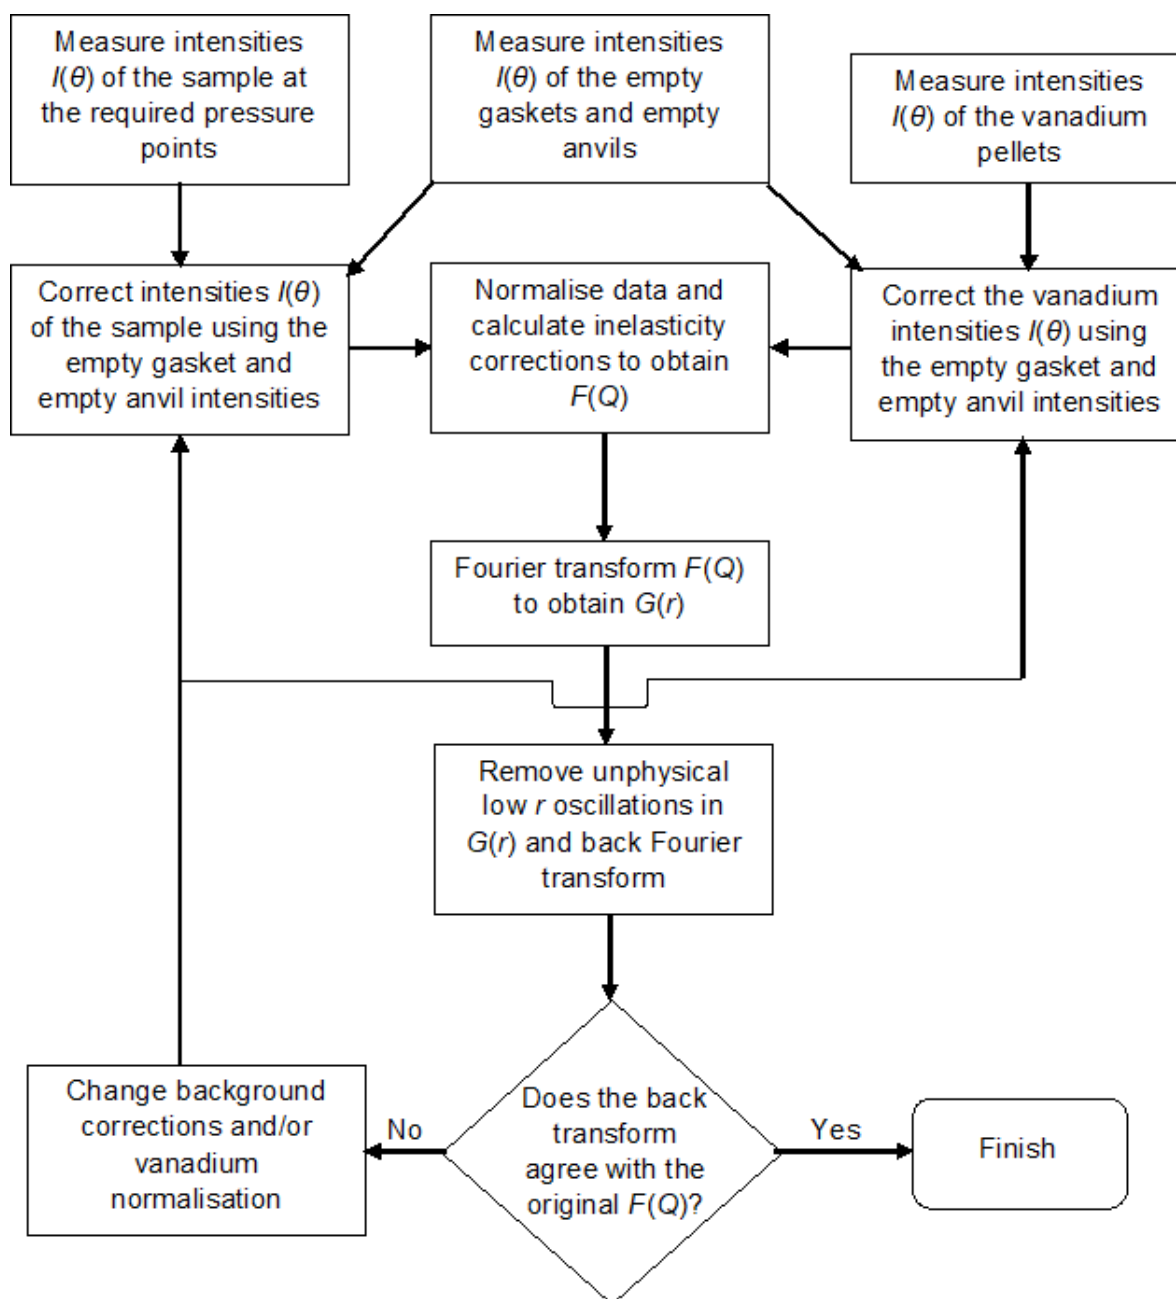 Measure intensities
I(θ) of the sample at
the required pressure
points
Measure intensities
I(θ) of the empty
gaskets and empty
anvils
Measure intensities
I(θ) of the vanadium
pellets
Correct intensities I(θ)
of the sample using the
empty gasket and
empty anvil intensities
Normalise data and
calculate inelasticity
corrections to obtain
F(Q)
Correct the vanadium
intensities I(θ) using
the empty gasket and
empty anvil intensities
Fourier transform F(Q)
to obtain G(r)
Remove unphysical
low r oscillations in
G(r) and back Fourier
transform
Change background
corrections and/or
vanadium
normalisation
No
Does the back
transform
agree with the
original F(Q)?
Yes
Finish